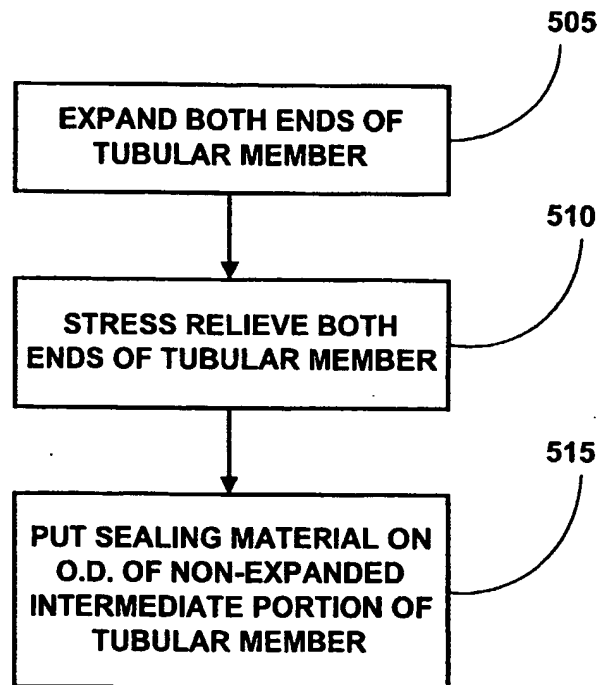 505
EXPAND BOTH ENDS OF
TUBULAR MEMBER
510
STRESS RELIEVE BOTH
ENDS OF TUBULAR MEMBER
515
PUT SEALING MATERIAL ON
O.D. OF NON-EXPANDED
INTERMEDIATE PORTION OF
TUBULAR MEMBER